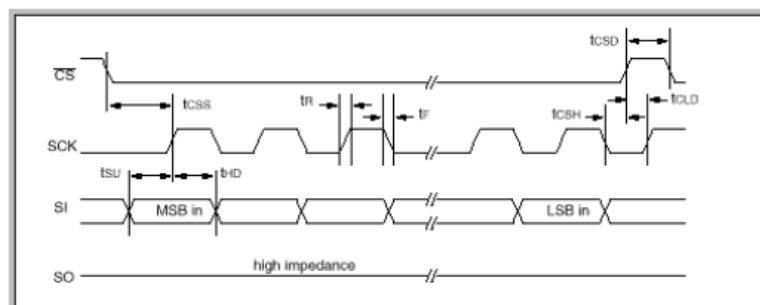 tCSD
CS
tCSS
tR
tF
tCSH
tCLD
SCK
tSU
tHD
SI
MSB in
LSB in
high impedance
SO